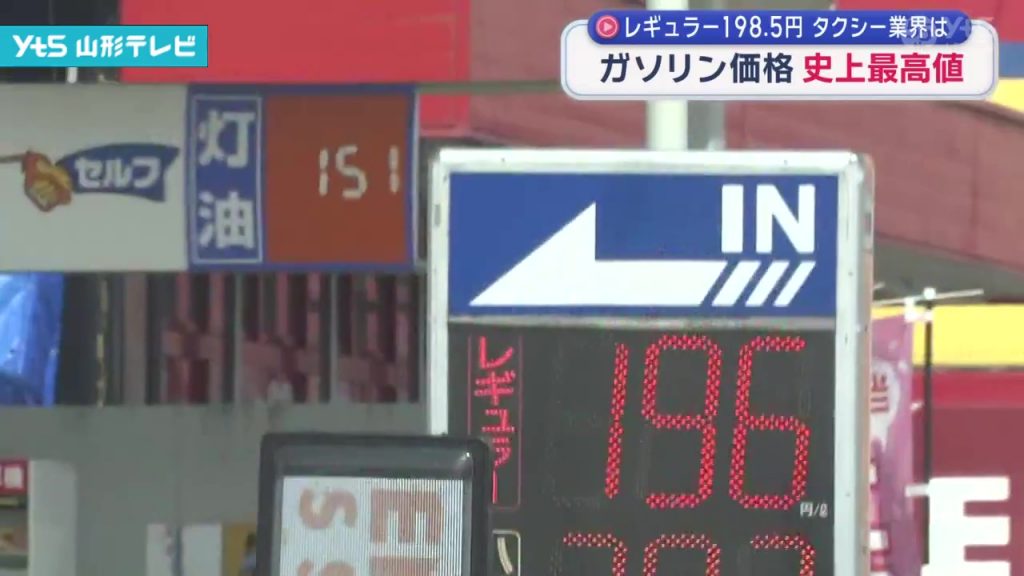 YtS 山形テレビ
レギュラー198.5円 タクシー業界は
ガソリン価格 史上最高値
セルフ
灯油
151
IN
レギュラー
196
円/ℓ
E